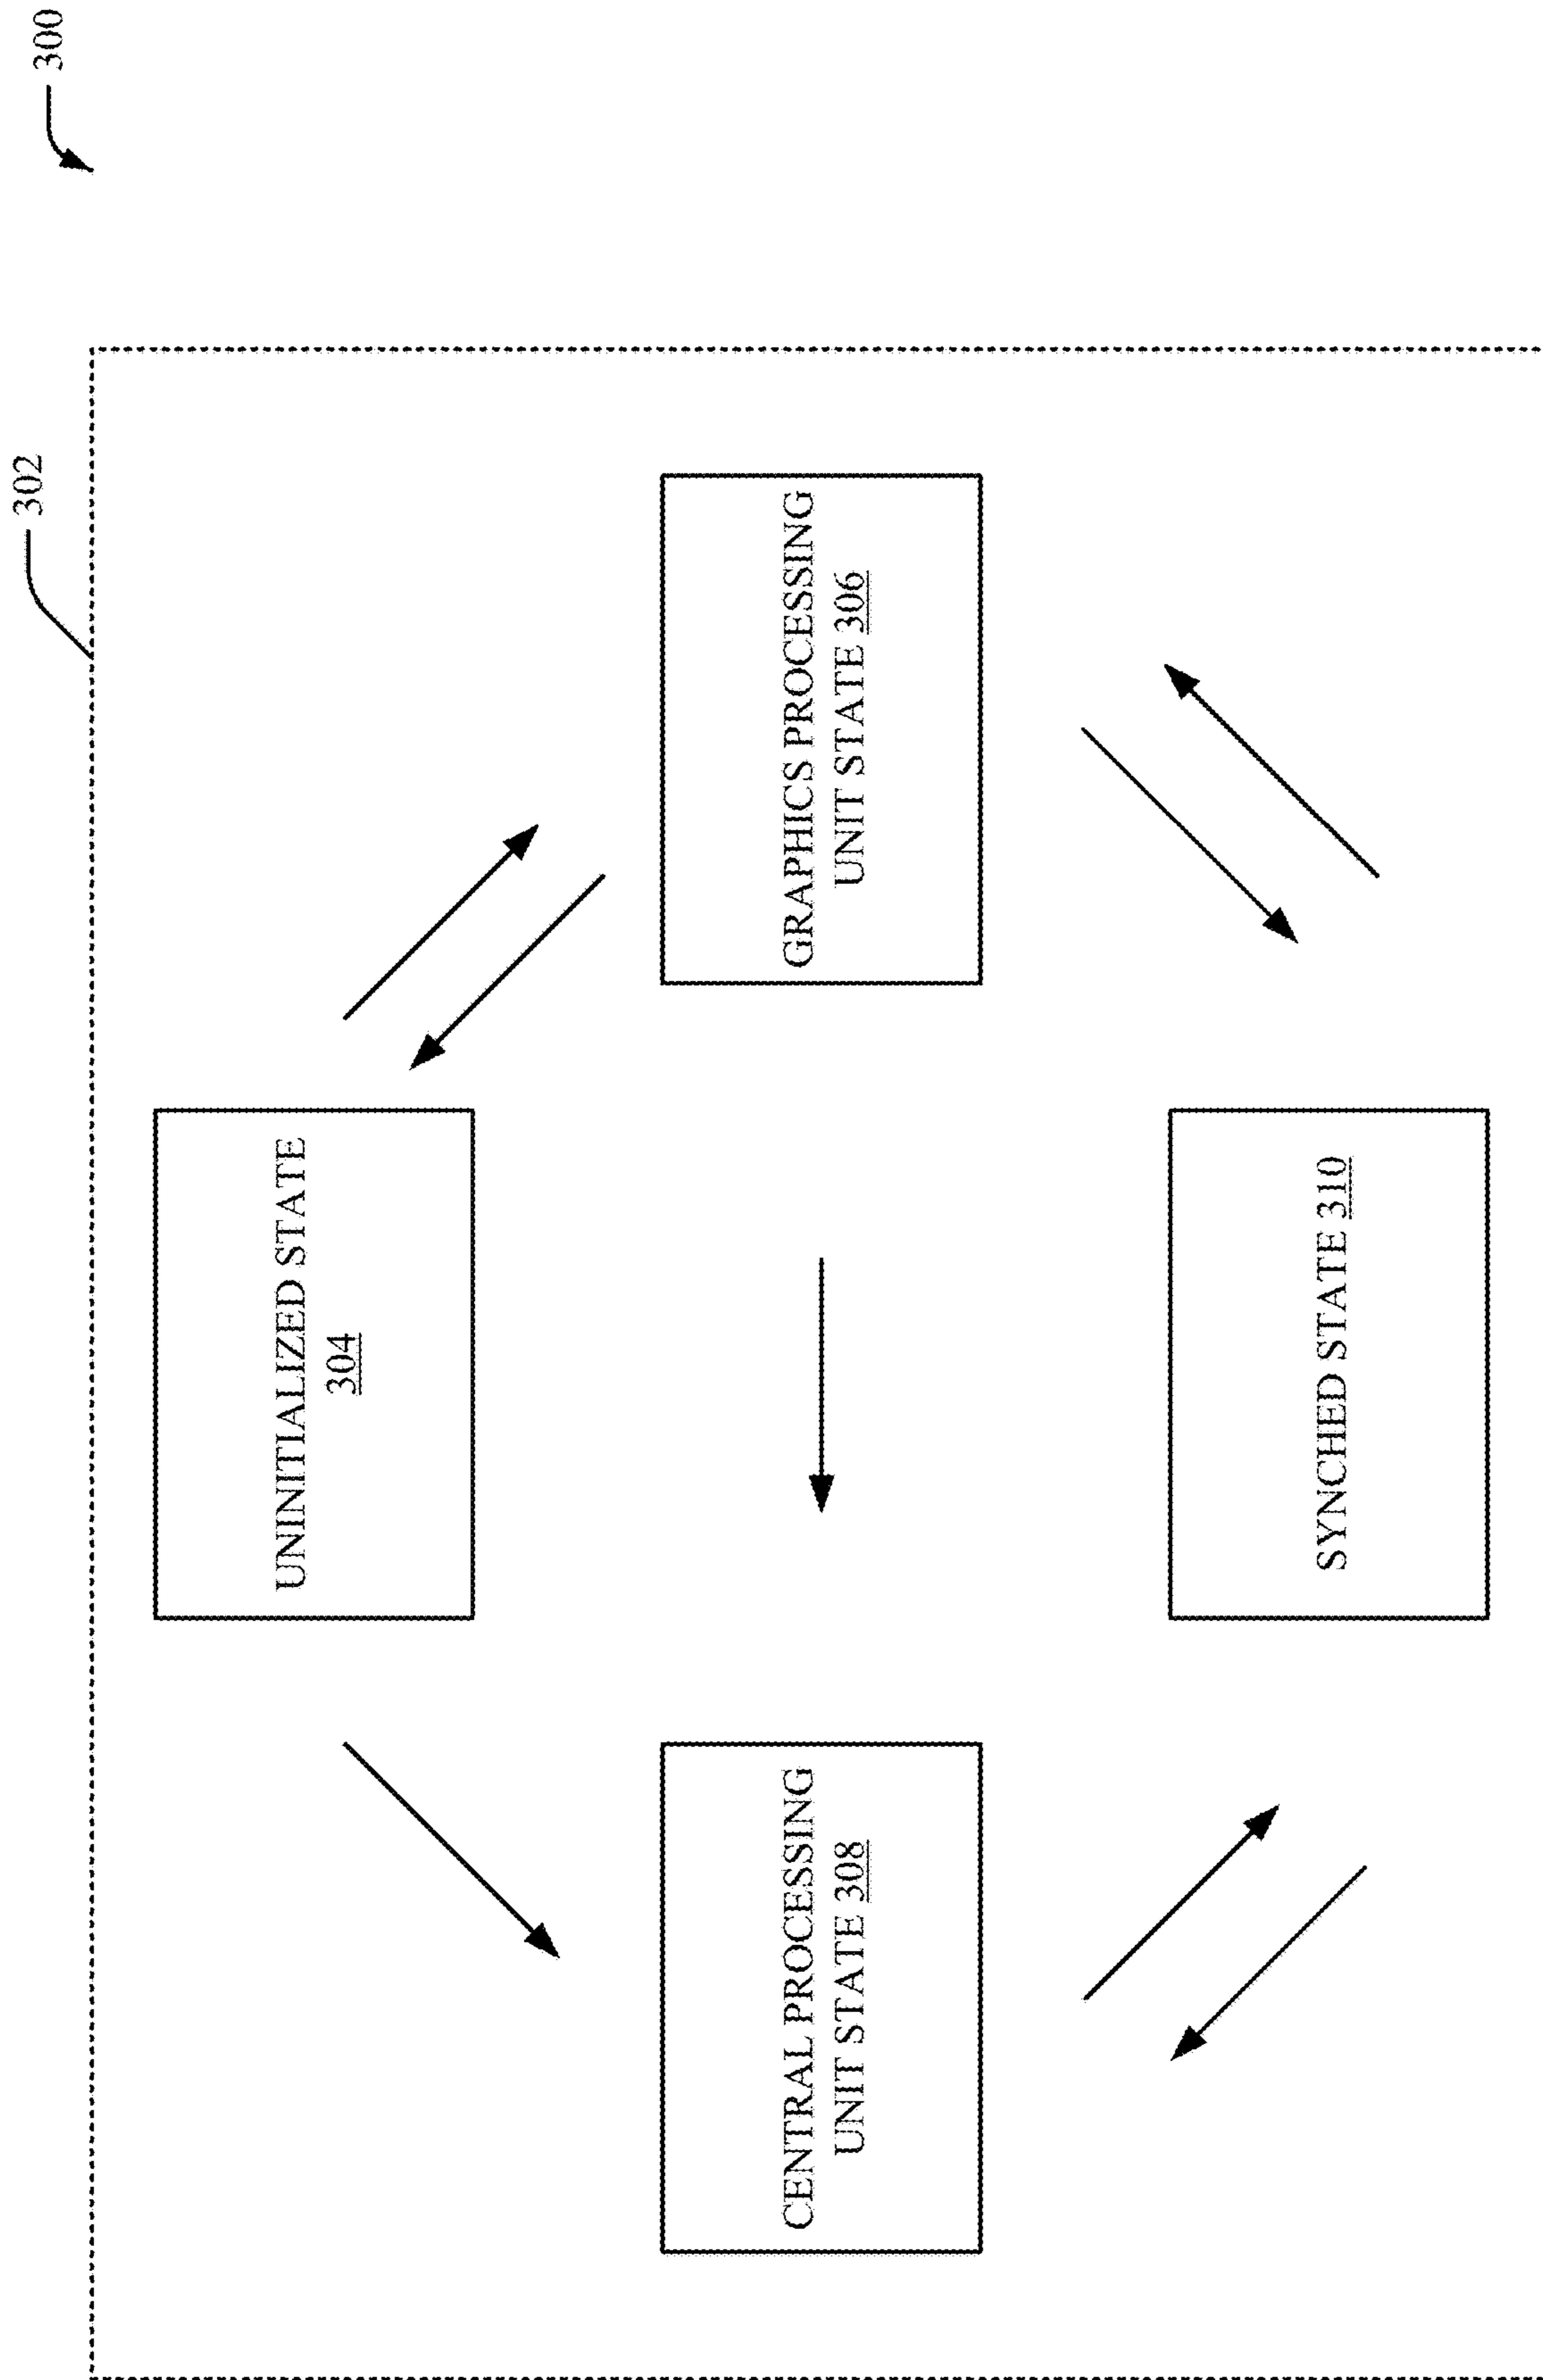 300
302
UNINITIALIZED STATE
304
CENTRAL PROCESSING
UNIT STATE 308
GRAPHICS PROCESSING
UNIT STATE 306
SYNCHED STATE 310